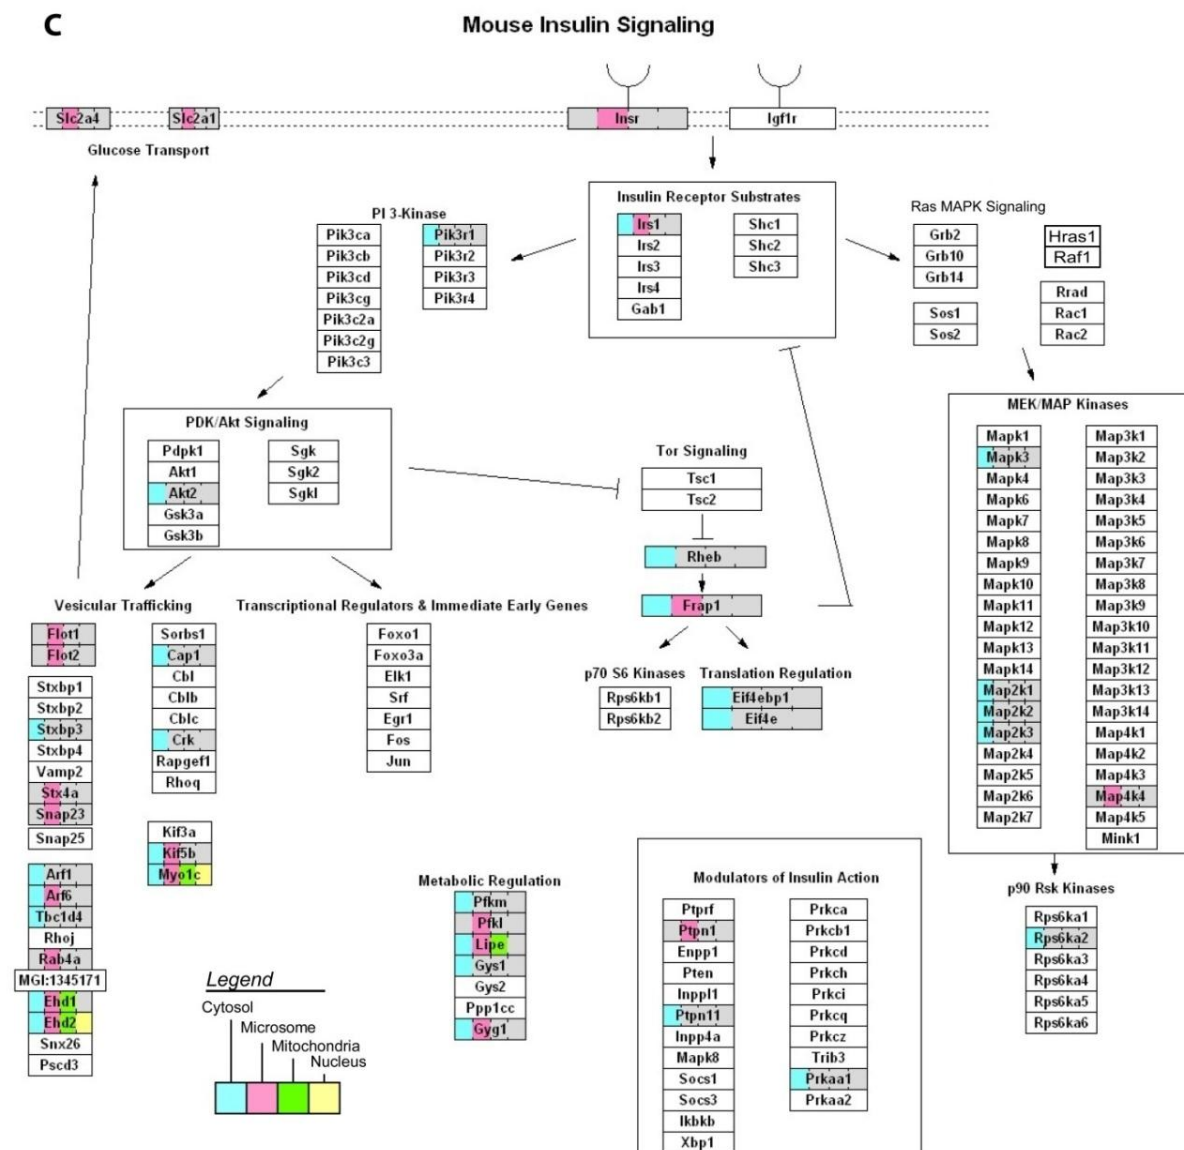 C
Mouse Insulin Signaling
Slc2a4
Slc2a1
Insr
Igf1r
Glucose Transport
Insulin Receptor Substrates
Irs1
Irs2
Irs3
Irs4
Gab1
Shc1
Shc2
Shc3
PI 3-Kinase
Pik3ca
Pik3cb
Pik3cd
Pik3cg
Pik3c2a
Pik3c2g
Pik3c3
Pik3r1
Pik3r2
Pik3r3
Pik3r4
Ras MAPK Signaling
Grb2
Grb10
Grb14
Sos1
Sos2
Hras1
Raf1
Rrad
Rac1
Rac2
PDK/Akt Signaling
Pdpk1
Akt1
Akt2
Gsk3a
Gsk3b
Sgk
Sgk2
Sgkl
Tor Signaling
Tsc1
Tsc2
Rheb
Frap1
MEK/MAP Kinases
Mapk1
Mapk3
Mapk4
Mapk6
Mapk7
Mapk8
Mapk9
Mapk10
Mapk11
Mapk12
Mapk13
Mapk14
Map2k1
Map2k2
Map2k3
Map2k4
Map2k5
Map2k6
Map2k7
Map3k1
Map3k2
Map3k3
Map3k4
Map3k5
Map3k6
Map3k7
Map3k8
Map3k9
Map3k10
Map3k11
Map3k12
Map3k13
Map3k14
Map4k1
Map4k2
Map4k3
Map4k4
Map4k5
Mink1
Vesicular Trafficking
Flot1
Flot2
Stxbp1
Stxbp2
Stxbp3
Stxbp4
Vamp2
Stx4a
Snap23
Snap25
Arf1
Arf6
Tbc1d4
Rhoj
Rab4a
MGI:1345171
Ehd1
Ehd2
Snx26
Pscd3
Sorbs1
Cap1
Cbl
Cblb
Cblc
Crk
Rapgef1
Rhoq
Kif3a
Kif5b
Myo1c
Transcriptional Regulators & Immediate Early Genes
Foxo1
Foxo3a
Elk1
Srf
Egr1
Fos
Jun
p70 S6 Kinases
Rps6kb1
Rps6kb2
Translation Regulation
Eif4ebp1
Eif4e
Metabolic Regulation
Pfkm
Pfkl
Lipe
Gys1
Gys2
Ppp1cc
Gyg1
Modulators of Insulin Action
Ptprf
Ptpn1
Enpp1
Pten
Inppl1
Ptpn11
Inpp4a
Mapk8
Socs1
Socs3
Ikbkb
Xbp1
Prkca
Prkcb1
Prkcd
Prkch
Prkci
Prkcq
Prkcz
Trib3
Prkaa1
Prkaa2
p90 Rsk Kinases
Rps6ka1
Rps6ka2
Rps6ka3
Rps6ka4
Rps6ka5
Rps6ka6
Legend
Cytosol
Microsome
Mitochondria
Nucleus